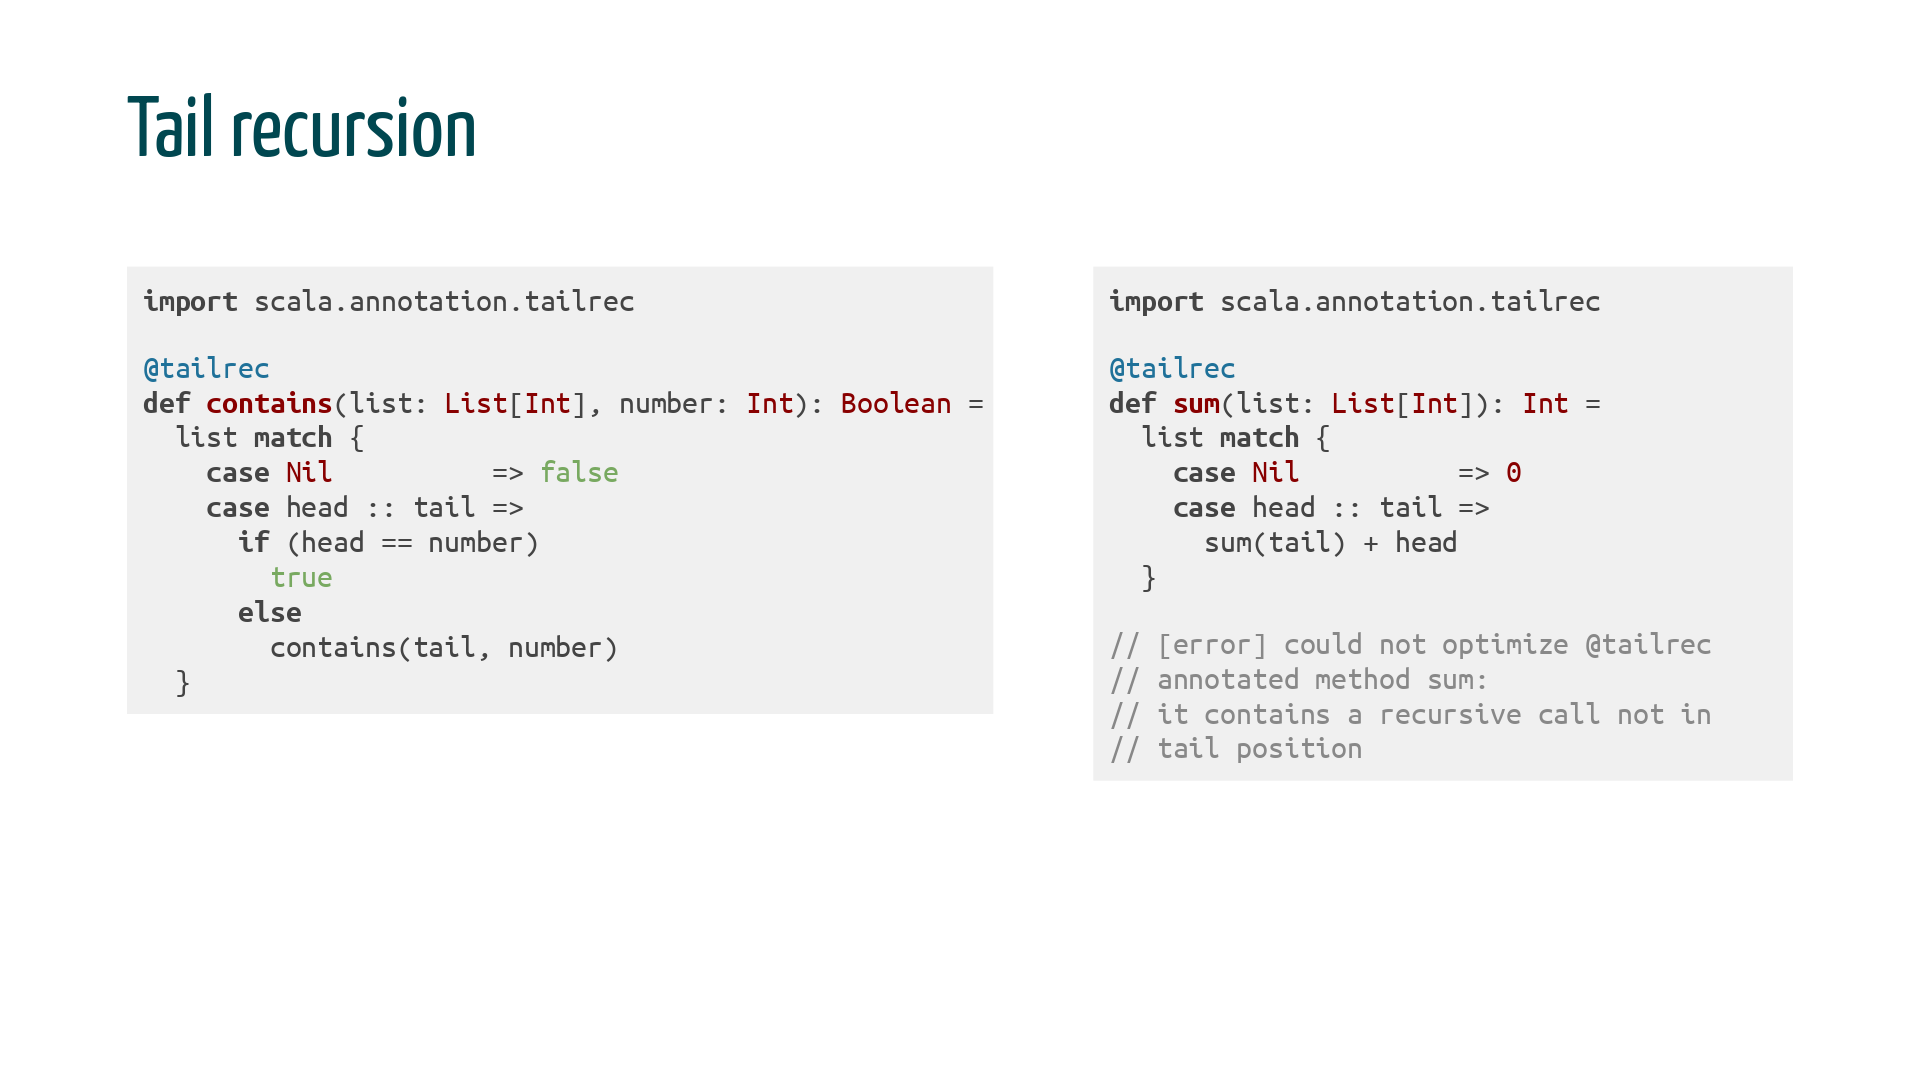 Tail recursion
import scala.annotation.tailrec
@tailrec
def contains(list: List[Int], number: Int): Boolean =
  list match {
    case Nil          => false
    case head :: tail =>
      if (head == number)
        true
      else
        contains(tail, number)
  }
import scala.annotation.tailrec
@tailrec
def sum(list: List[Int]): Int =
  list match {
    case Nil          => 0
    case head :: tail =>
      sum(tail) + head
  }
// [error] could not optimize @tailrec
// annotated method sum:
// it contains a recursive call not in
// tail position